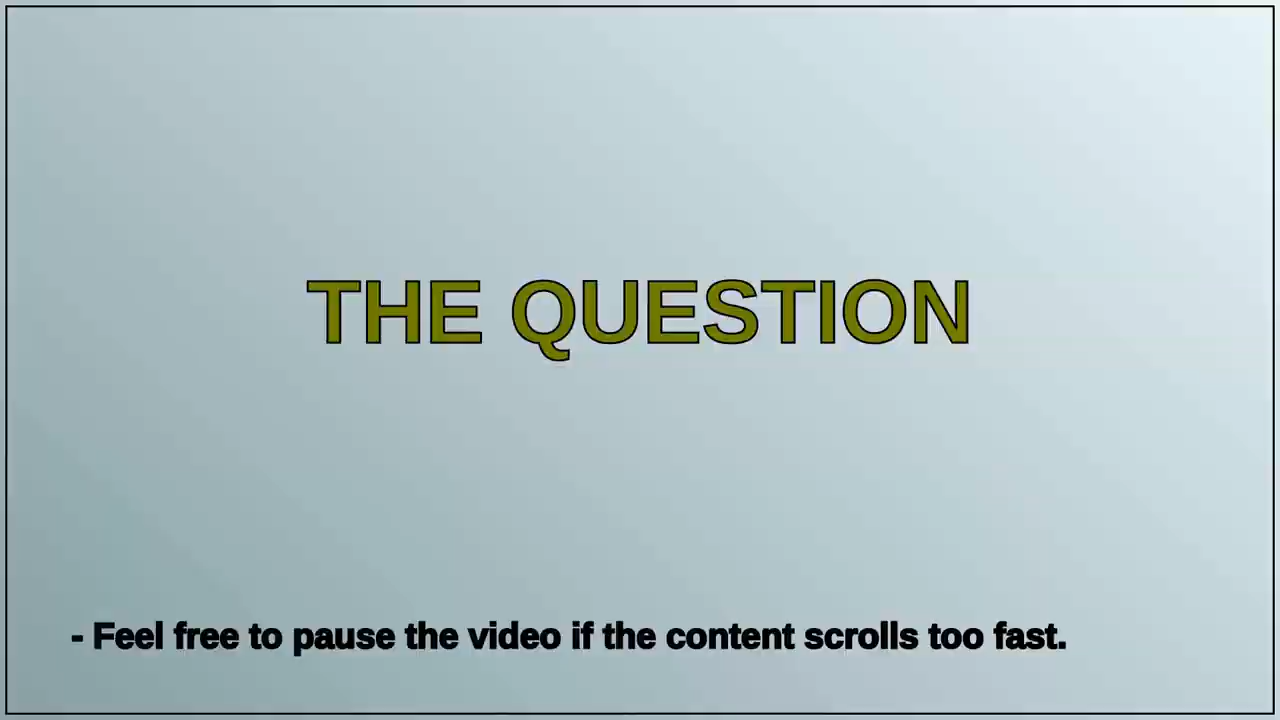 THE QUESTION
- Feel free to pause the video if the content scrolls too fast.